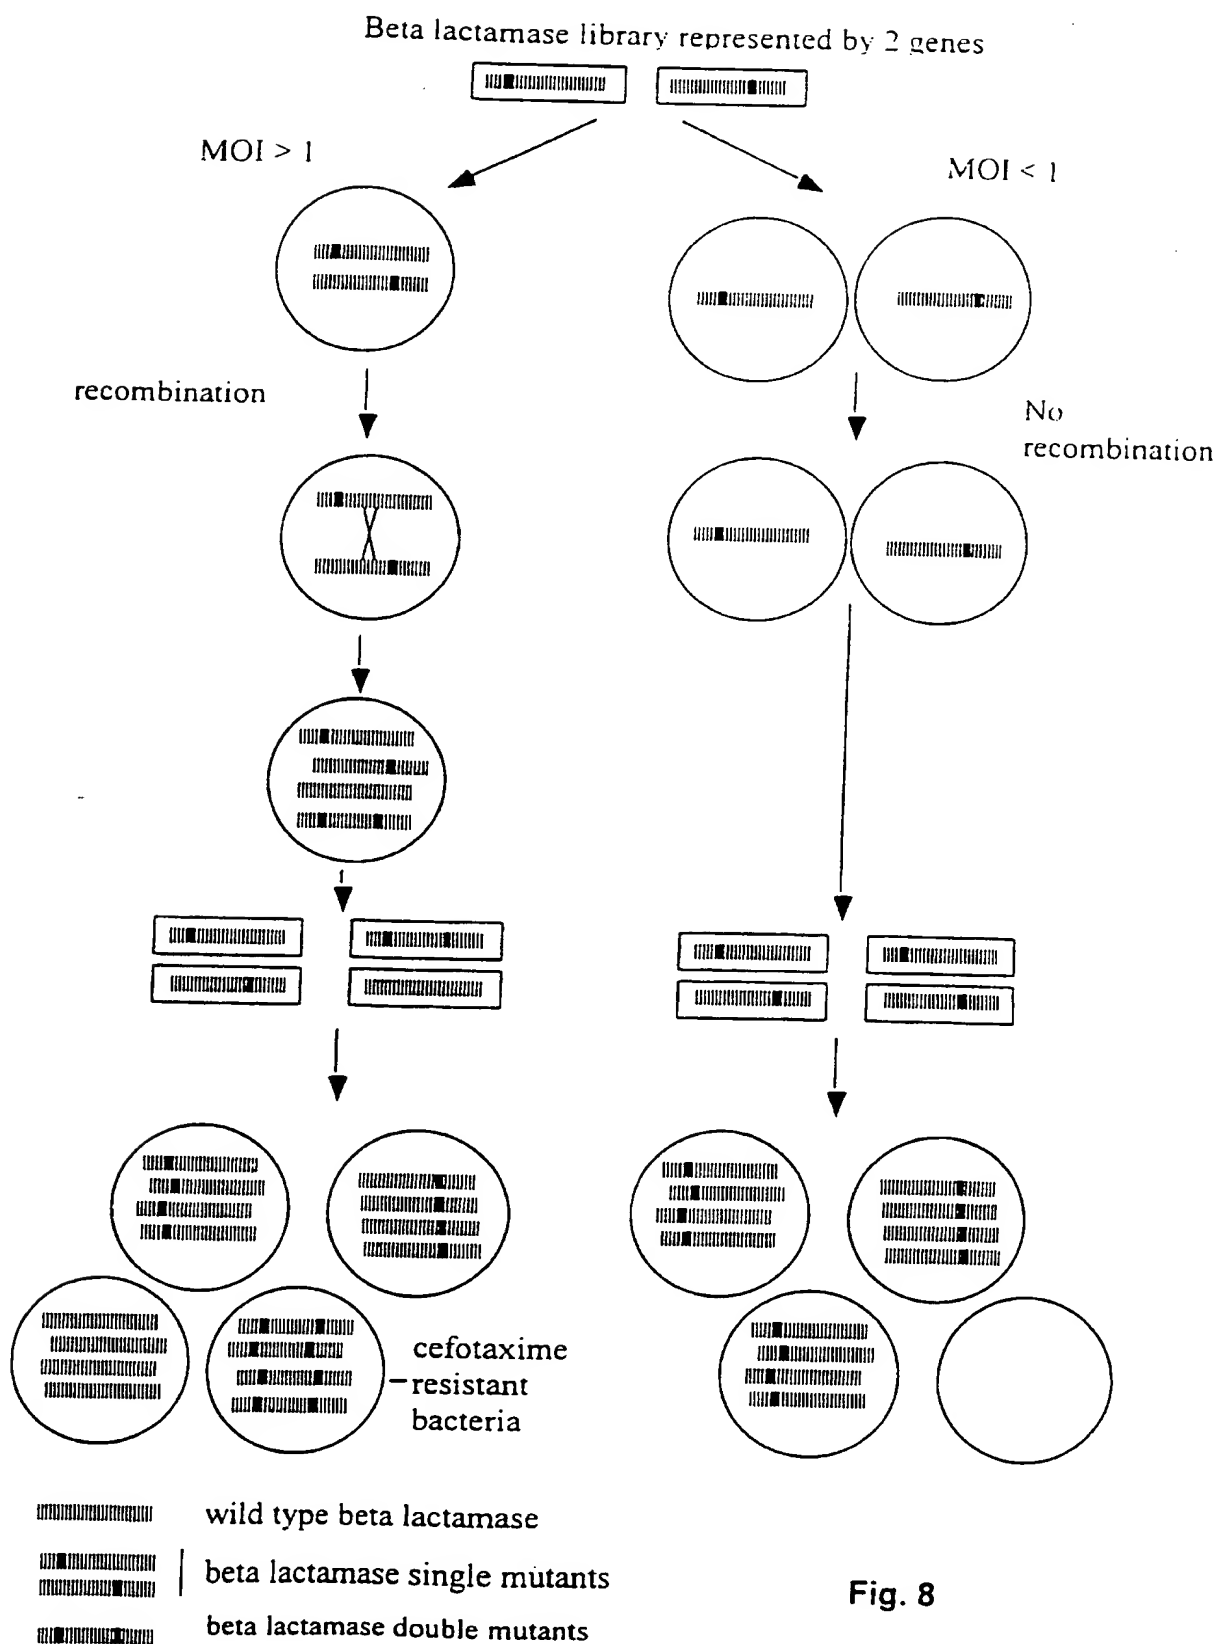 Beta lactamase library represented by 2 genes
MOI > 1
MOI < 1
recombination
No
recombination
cefotaxime
resistant
bacteria
wild type beta lactamase
beta lactamase single mutants
beta lactamase double mutants
Fig. 8